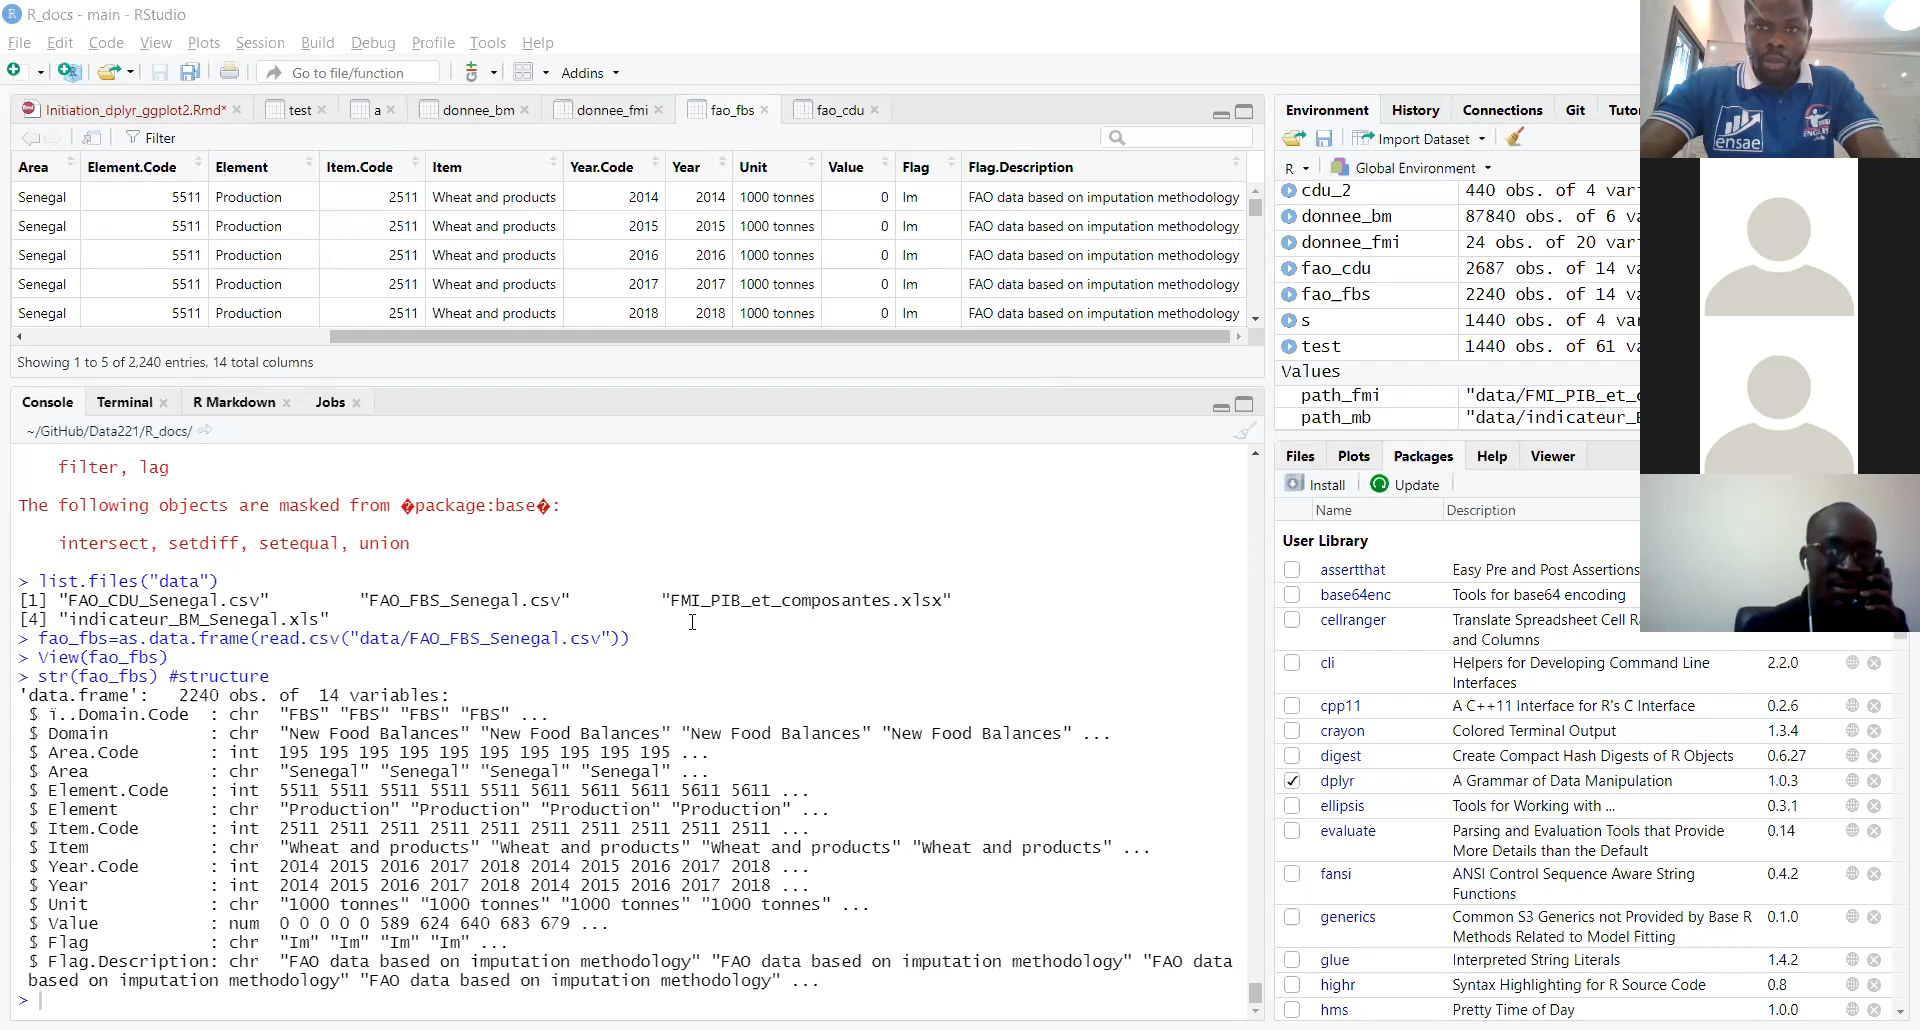 R_docs - main - RStudio
File Edit Code View Plots Session Build Debug Profile Tools Help
Go to file/function Addins
Initiation_dplyr_ggplot2.Rmd* test a donnee_bm donnee_fmi fao_fbs fao_cdu
Filter
Area Element.Code Element Item.Code Item Year.Code Year Unit Value Flag Flag.Description
Senegal 5511 Production 2511 Wheat and products 2014 2014 1000 tonnes 0 Im FAO data based on imputation methodology
Senegal 5511 Production 2511 Wheat and products 2015 2015 1000 tonnes 0 Im FAO data based on imputation methodology
Senegal 5511 Production 2511 Wheat and products 2016 2016 1000 tonnes 0 Im FAO data based on imputation methodology
Senegal 5511 Production 2511 Wheat and products 2017 2017 1000 tonnes 0 Im FAO data based on imputation methodology
Senegal 5511 Production 2511 Wheat and products 2018 2018 1000 tonnes 0 Im FAO data based on imputation methodology
Showing 1 to 5 of 2,240 entries, 14 total columns
Console Terminal R Markdown Jobs
~/GitHub/Data221/R_docs/
filter, lag
The following objects are masked from �package:base�:
intersect, setdiff, setequal, union
> list.files("data")
[1] "FAO_CDU_Senegal.csv" "FAO_FBS_Senegal.csv" "FMI_PIB_et_composantes.xlsx"
[4] "indicateur_BM_Senegal.xls"
> fao_fbs=as.data.frame(read.csv("data/FAO_FBS_Senegal.csv"))
> View(fao_fbs)
> str(fao_fbs) #structure
'data.frame': 2240 obs. of 14 variables:
$ ï..Domain.Code : chr "FBS" "FBS" "FBS" "FBS" ...
$ Domain : chr "New Food Balances" "New Food Balances" "New Food Balances" "New Food Balances" ...
$ Area.Code : int 195 195 195 195 195 195 195 195 195 195 ...
$ Area : chr "Senegal" "Senegal" "Senegal" "Senegal" ...
$ Element.Code : int 5511 5511 5511 5511 5511 5611 5611 5611 5611 5611 ...
$ Element : chr "Production" "Production" "Production" "Production" ...
$ Item.Code : int 2511 2511 2511 2511 2511 2511 2511 2511 2511 2511 ...
$ Item : chr "Wheat and products" "Wheat and products" "Wheat and products" "Wheat and products" ...
$ Year.Code : int 2014 2015 2016 2017 2018 2014 2015 2016 2017 2018 ...
$ Year : int 2014 2015 2016 2017 2018 2014 2015 2016 2017 2018 ...
$ Unit : chr "1000 tonnes" "1000 tonnes" "1000 tonnes" "1000 tonnes" ...
$ Value : num 0 0 0 0 0 589 624 640 683 679 ...
$ Flag : chr "Im" "Im" "Im" "Im" ...
$ Flag.Description: chr "FAO data based on imputation methodology" "FAO data based on imputation methodology" "FAO data
based on imputation methodology" "FAO data based on imputation methodology" ...
>
Environment History Connections Git Tutor
Import Dataset
R Global Environment
cdu_2 440 obs. of 4 vari
donnee_bm 87840 obs. of 6 va
donnee_fmi 24 obs. of 20 vari
fao_cdu 2687 obs. of 14 va
fao_fbs 2240 obs. of 14 va
s 1440 obs. of 4 var
test 1440 obs. of 61 va
Values
path_fmi "data/FMI_PIB_et_c
path_mb "data/indicateur_B
Files Plots Packages Help Viewer
Install Update
Name Description
User Library
assertthat Easy Pre and Post Assertions
base64enc Tools for base64 encoding
cellranger Translate Spreadsheet Cell R
and Columns
cli Helpers for Developing Command Line 2.2.0
Interfaces
cpp11 A C++11 Interface for R's C Interface 0.2.6
crayon Colored Terminal Output 1.3.4
digest Create Compact Hash Digests of R Objects 0.6.27
dplyr A Grammar of Data Manipulation 1.0.3
ellipsis Tools for Working with ... 0.3.1
evaluate Parsing and Evaluation Tools that Provide 0.14
More Details than the Default
fansi ANSI Control Sequence Aware String 0.4.2
Functions
generics Common S3 Generics not Provided by Base R 0.1.0
Methods Related to Model Fitting
glue Interpreted String Literals 1.4.2
highr Syntax Highlighting for R Source Code 0.8
hms Pretty Time of Day 1.0.0
ensae